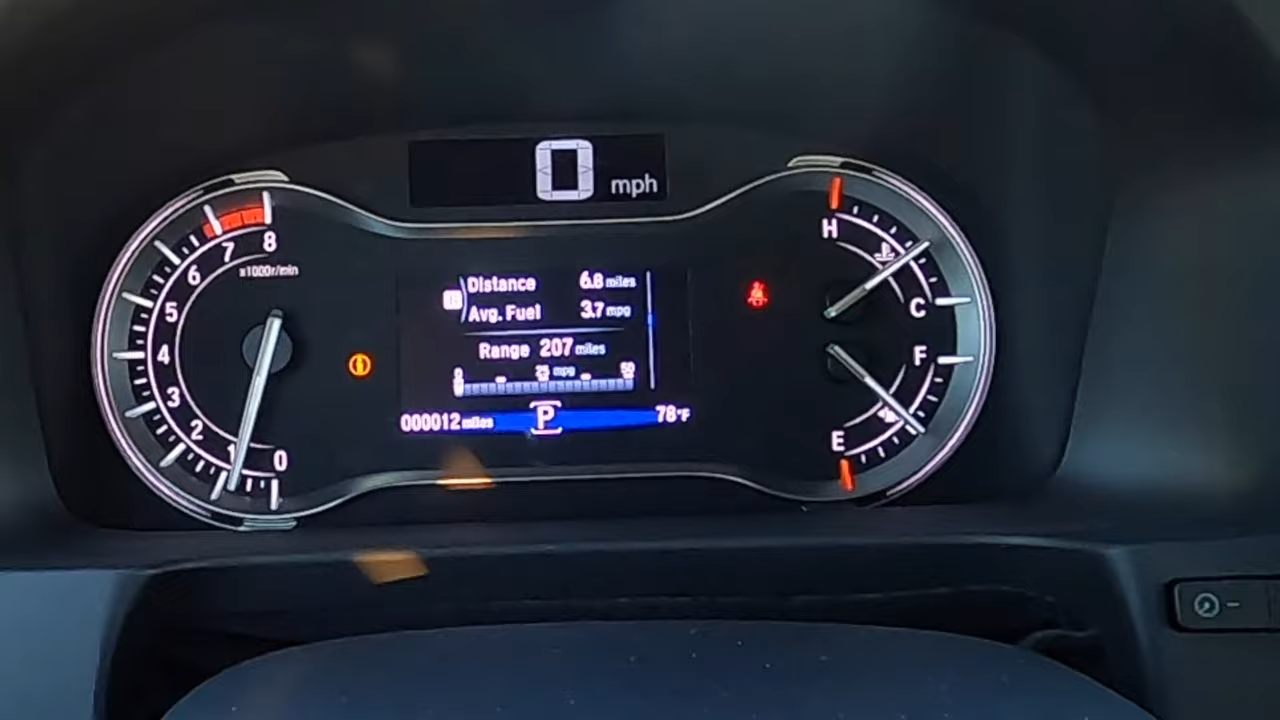 0 mph
8
7
6
5
4
3
2
1
0
x1000r/min
Distance 6.8 miles
Avg. Fuel 3.7 mpg
Range 207 miles
0 25 mpg 50
000012 miles P 78°F
H
C
F
E